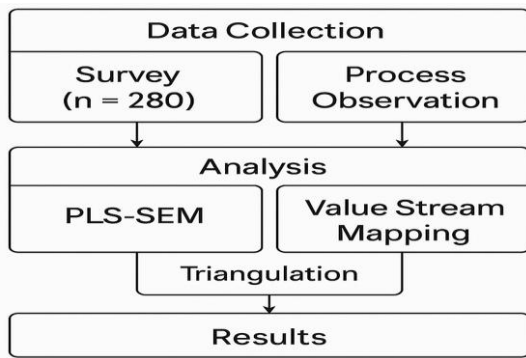 Data Collection
Survey
(n = 280)
Process
Observation
Analysis
PLS-SEM
Value Stream
Mapping
Triangulation
Results